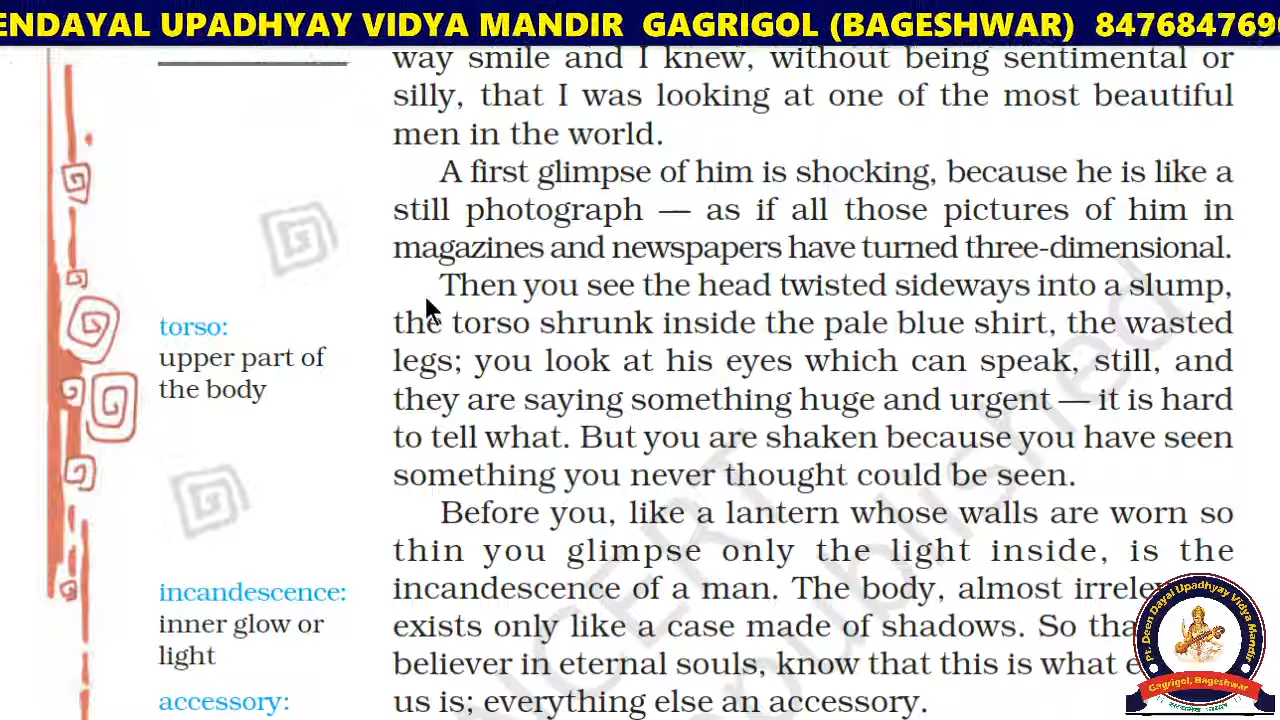 ENDAYAL UPADHYAY VIDYA MANDIR GAGRIGOL (BAGESHWAR) 847684769
way smile and I knew, without being sentimental or
silly, that I was looking at one of the most beautiful
men in the world.
A first glimpse of him is shocking, because he is like a
still photograph — as if all those pictures of him in
magazines and newspapers have turned three-dimensional.
Then you see the head twisted sideways into a slump,
the torso shrunk inside the pale blue shirt, the wasted
legs; you look at his eyes which can speak, still, and
they are saying something huge and urgent — it is hard
to tell what. But you are shaken because you have seen
something you never thought could be seen.
Before you, like a lantern whose walls are worn so
thin you glimpse only the light inside, is the
incandescence of a man. The body, almost
exists only like a case made of shadows. So
believer in eternal souls, know that this is what
us is; everything else an accessory.
torso:
upper part of
the body
incandescence:
inner glow or
light
accessory:
NCERT
published
Pt. Deen Dayal Upadhyay Vidya Mandir
Gagrigol, Bageshwar